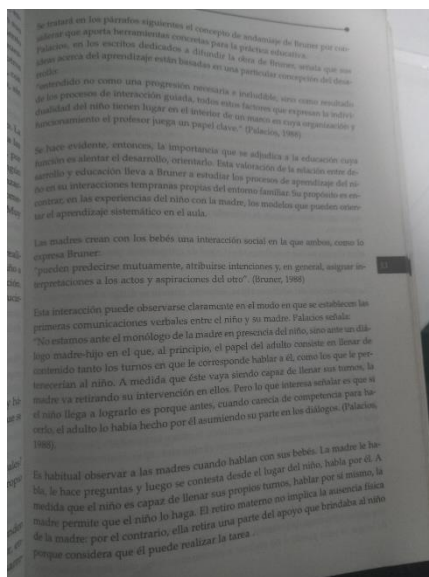 Se tratará en los párrafos siguientes el concepto de andamiaje de Bruner por con-
siderar que aporta herramientas concretas para la práctica educativa.
Palacios, en los escritos dedicados a difundir la obra de Bruner, señala que sus
ideas acerca del aprendizaje están basadas en una particular concepción del desa-
rrollo:
"entendido no como una progresión necesaria e ineludible, sino como resultado
de los procesos de interacción guiada, todos estos factores que expresan la indivi-
dualidad del niño tienen lugar en el interior de un marco en cuya organización y
funcionamiento el profesor juega un papel clave." (Palacios, 1988)
Se hace evidente, entonces, la importancia que se adjudica a la educación cuya
función es alentar el desarrollo, orientarlo. Esta valoración de la relación entre de-
sarrollo y educación lleva a Bruner a estudiar los procesos de aprendizaje del ni-
ño en su interacciones tempranas propias del entorno familiar. Su propósito es en-
contrar, en las experiencias del niño con la madre, los modelos que pueden
el aprendizaje sistemático en el aula.
Las madres crean con los bebés una interacción social en la que ambos, como lo
expresa Bruner:
"pueden predecirse mutuamente, atribuirse intenciones y, en general, asignar in-
terpretaciones a los actos y aspiraciones del otro". (Bruner, 1988)
Esta interacción puede observarse claramente en el modo en que se establecen las
primeras comunicaciones verbales entre el niño y su madre. Palacios señala:
"No estamos ante el monólogo de la madre en presencia del niño, sino ante un diá-
logo madre-hijo en el que, al principio, el papel del adulto consiste en llenar de
contenido tanto los turnos en que le corresponde hablar a él, como los que le per-
tenecerían al niño. A medida que éste vaya siendo capaz de llenar sus turnos, la
madre va retirando su intervención en ellos. Pero lo que interesa señalar es que si
el niño llega a lograrlo es porque antes, cuando carecía de competencia para ha-
cerlo, el adulto lo había hecho por él asumiendo su parte en los diálogos. (Palacios,
1988).
Es habitual observar a las madres cuando hablan con sus bebés. La madre le ha-
bla, le hace preguntas y luego se contesta desde el lugar del niño, habla por él. A
medida que el niño es capaz de llenar sus propios turnos, hablar por sí mismo, la
madre permite que el niño lo haga. El retiro materno no implica la ausencia física
de la madre: por el contrario, ella retira una parte del apoyo que brindaba al niño
porque considera que él puede realizar la tarea .